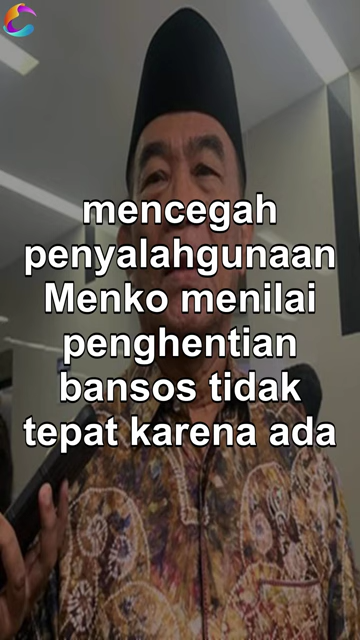 mencegah
penyalahgunaan
Menko menilai
penghentian
bansos tidak
tepat karena ada